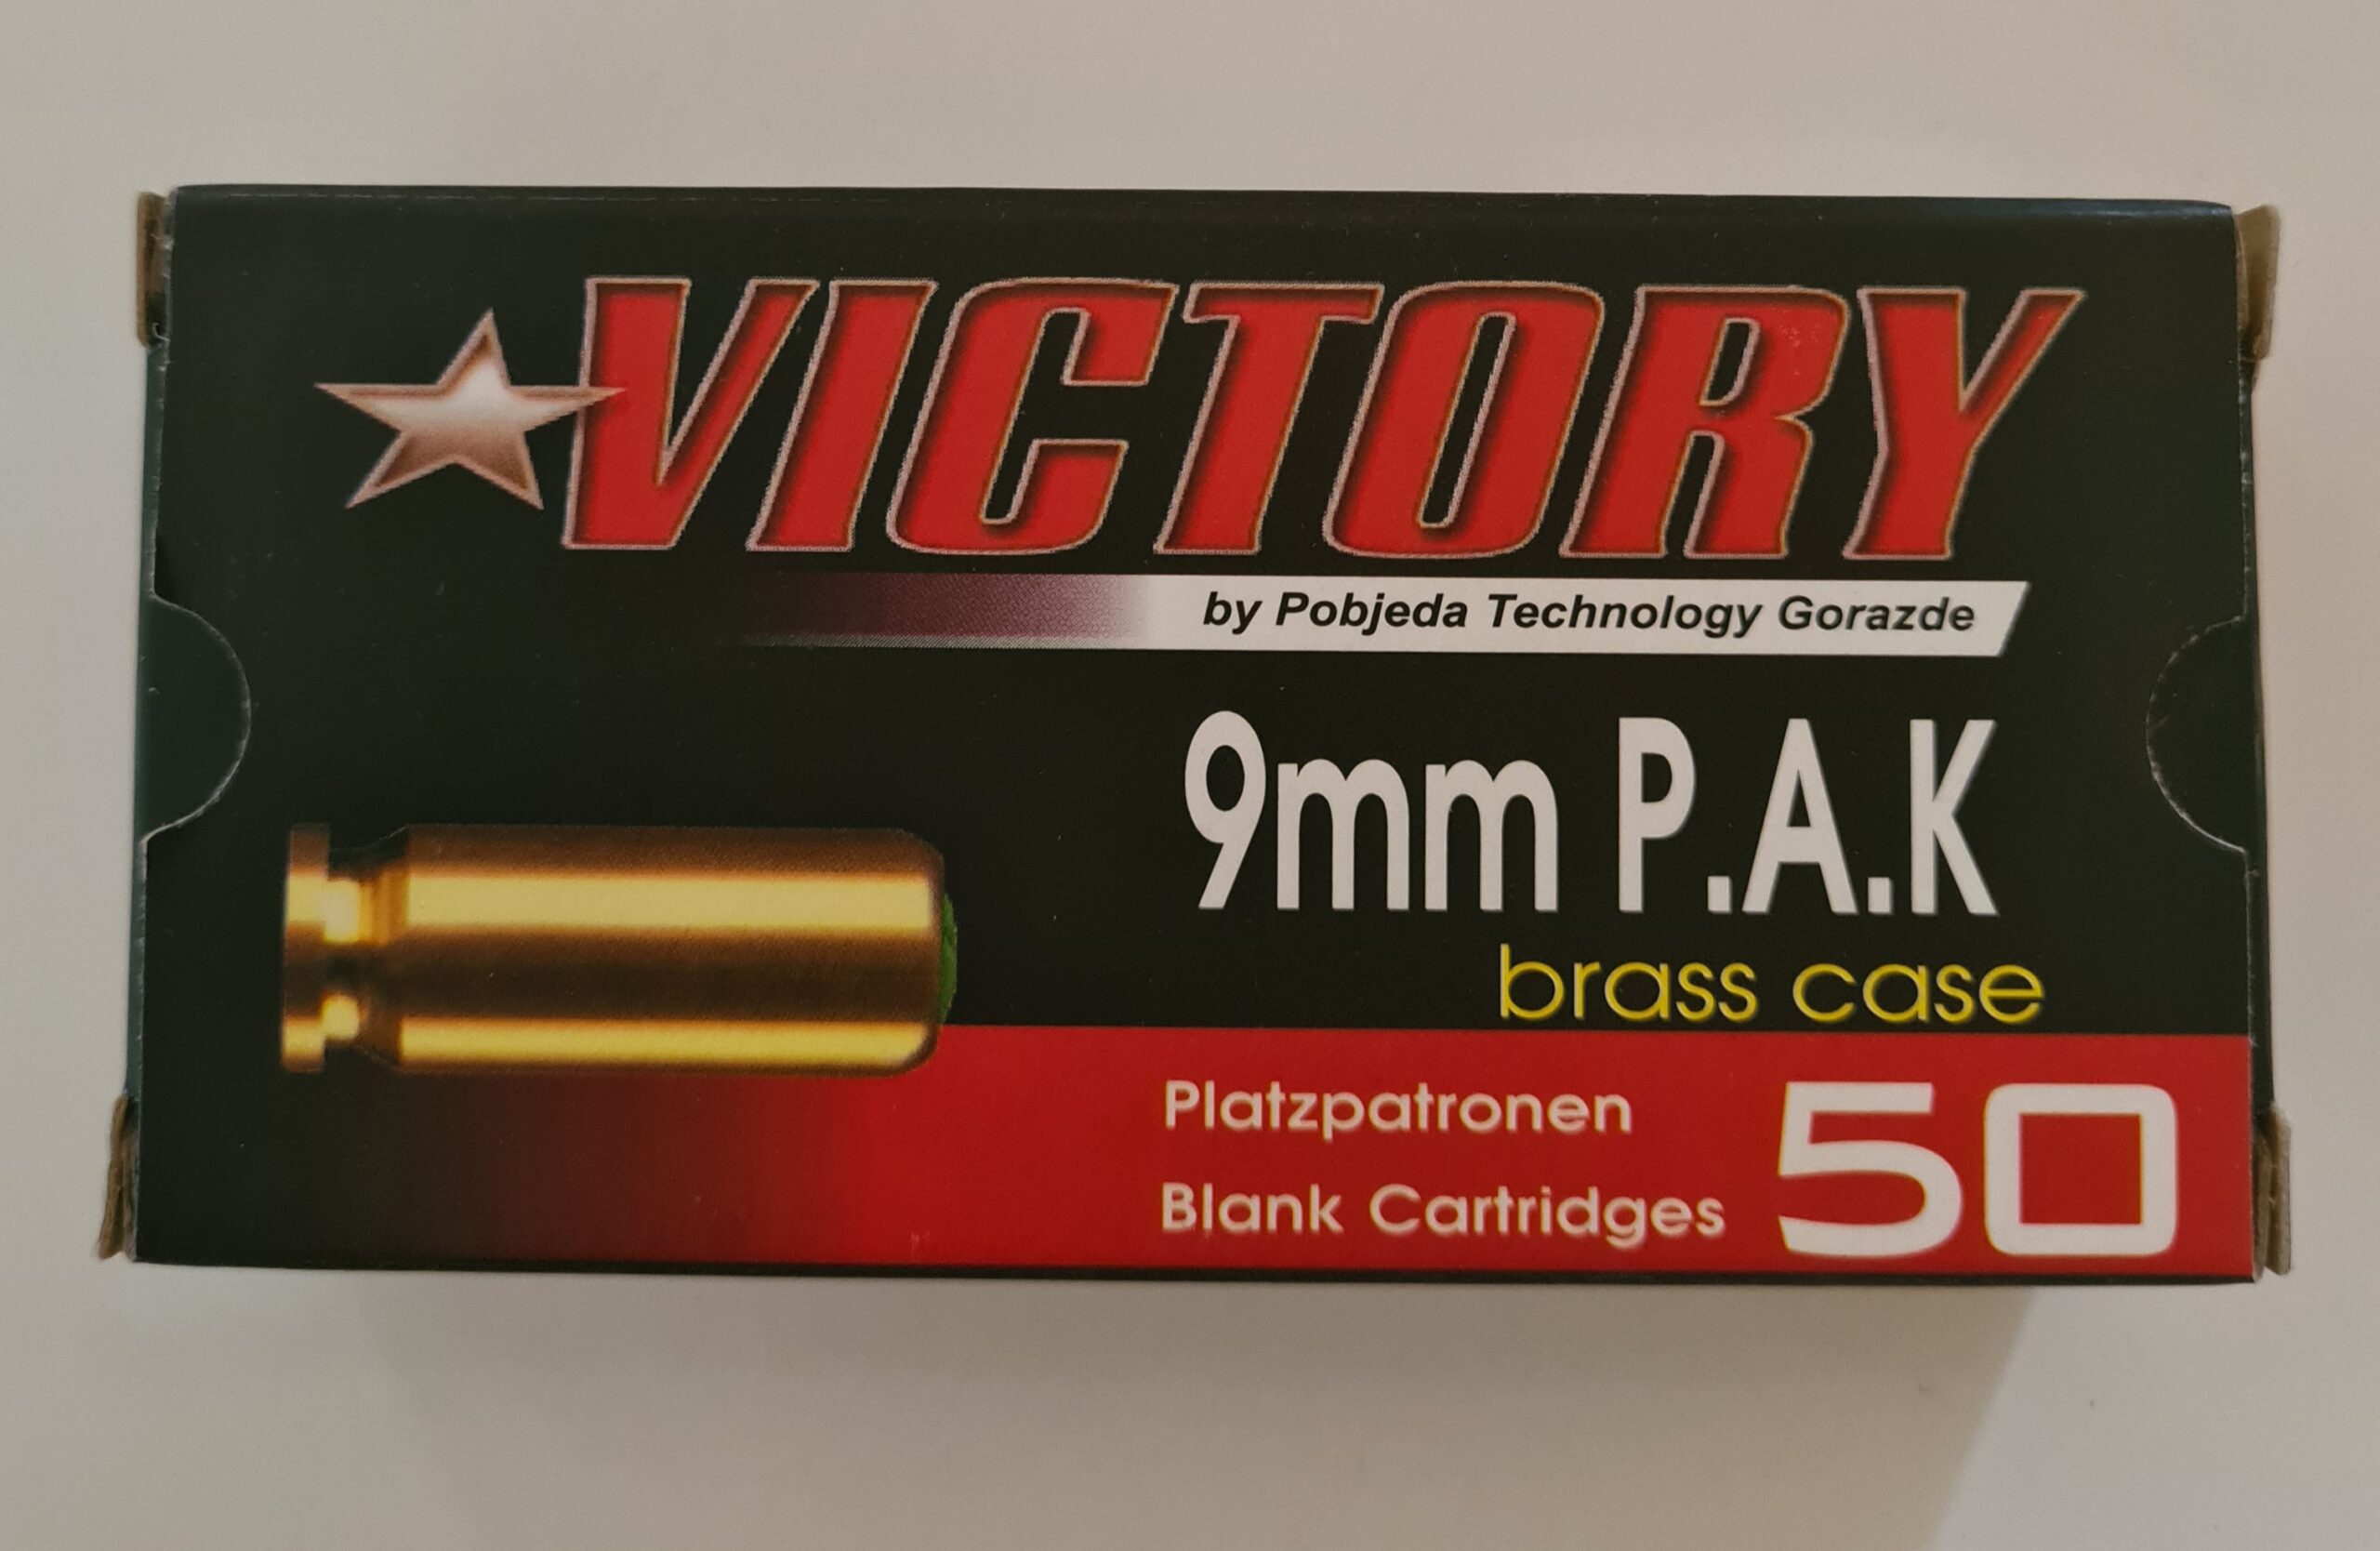 VICTORY
by Pobjeda Technology Gorazde
9mm P.A.K
brass case
Platzpatronen
Blank Cartridges
50